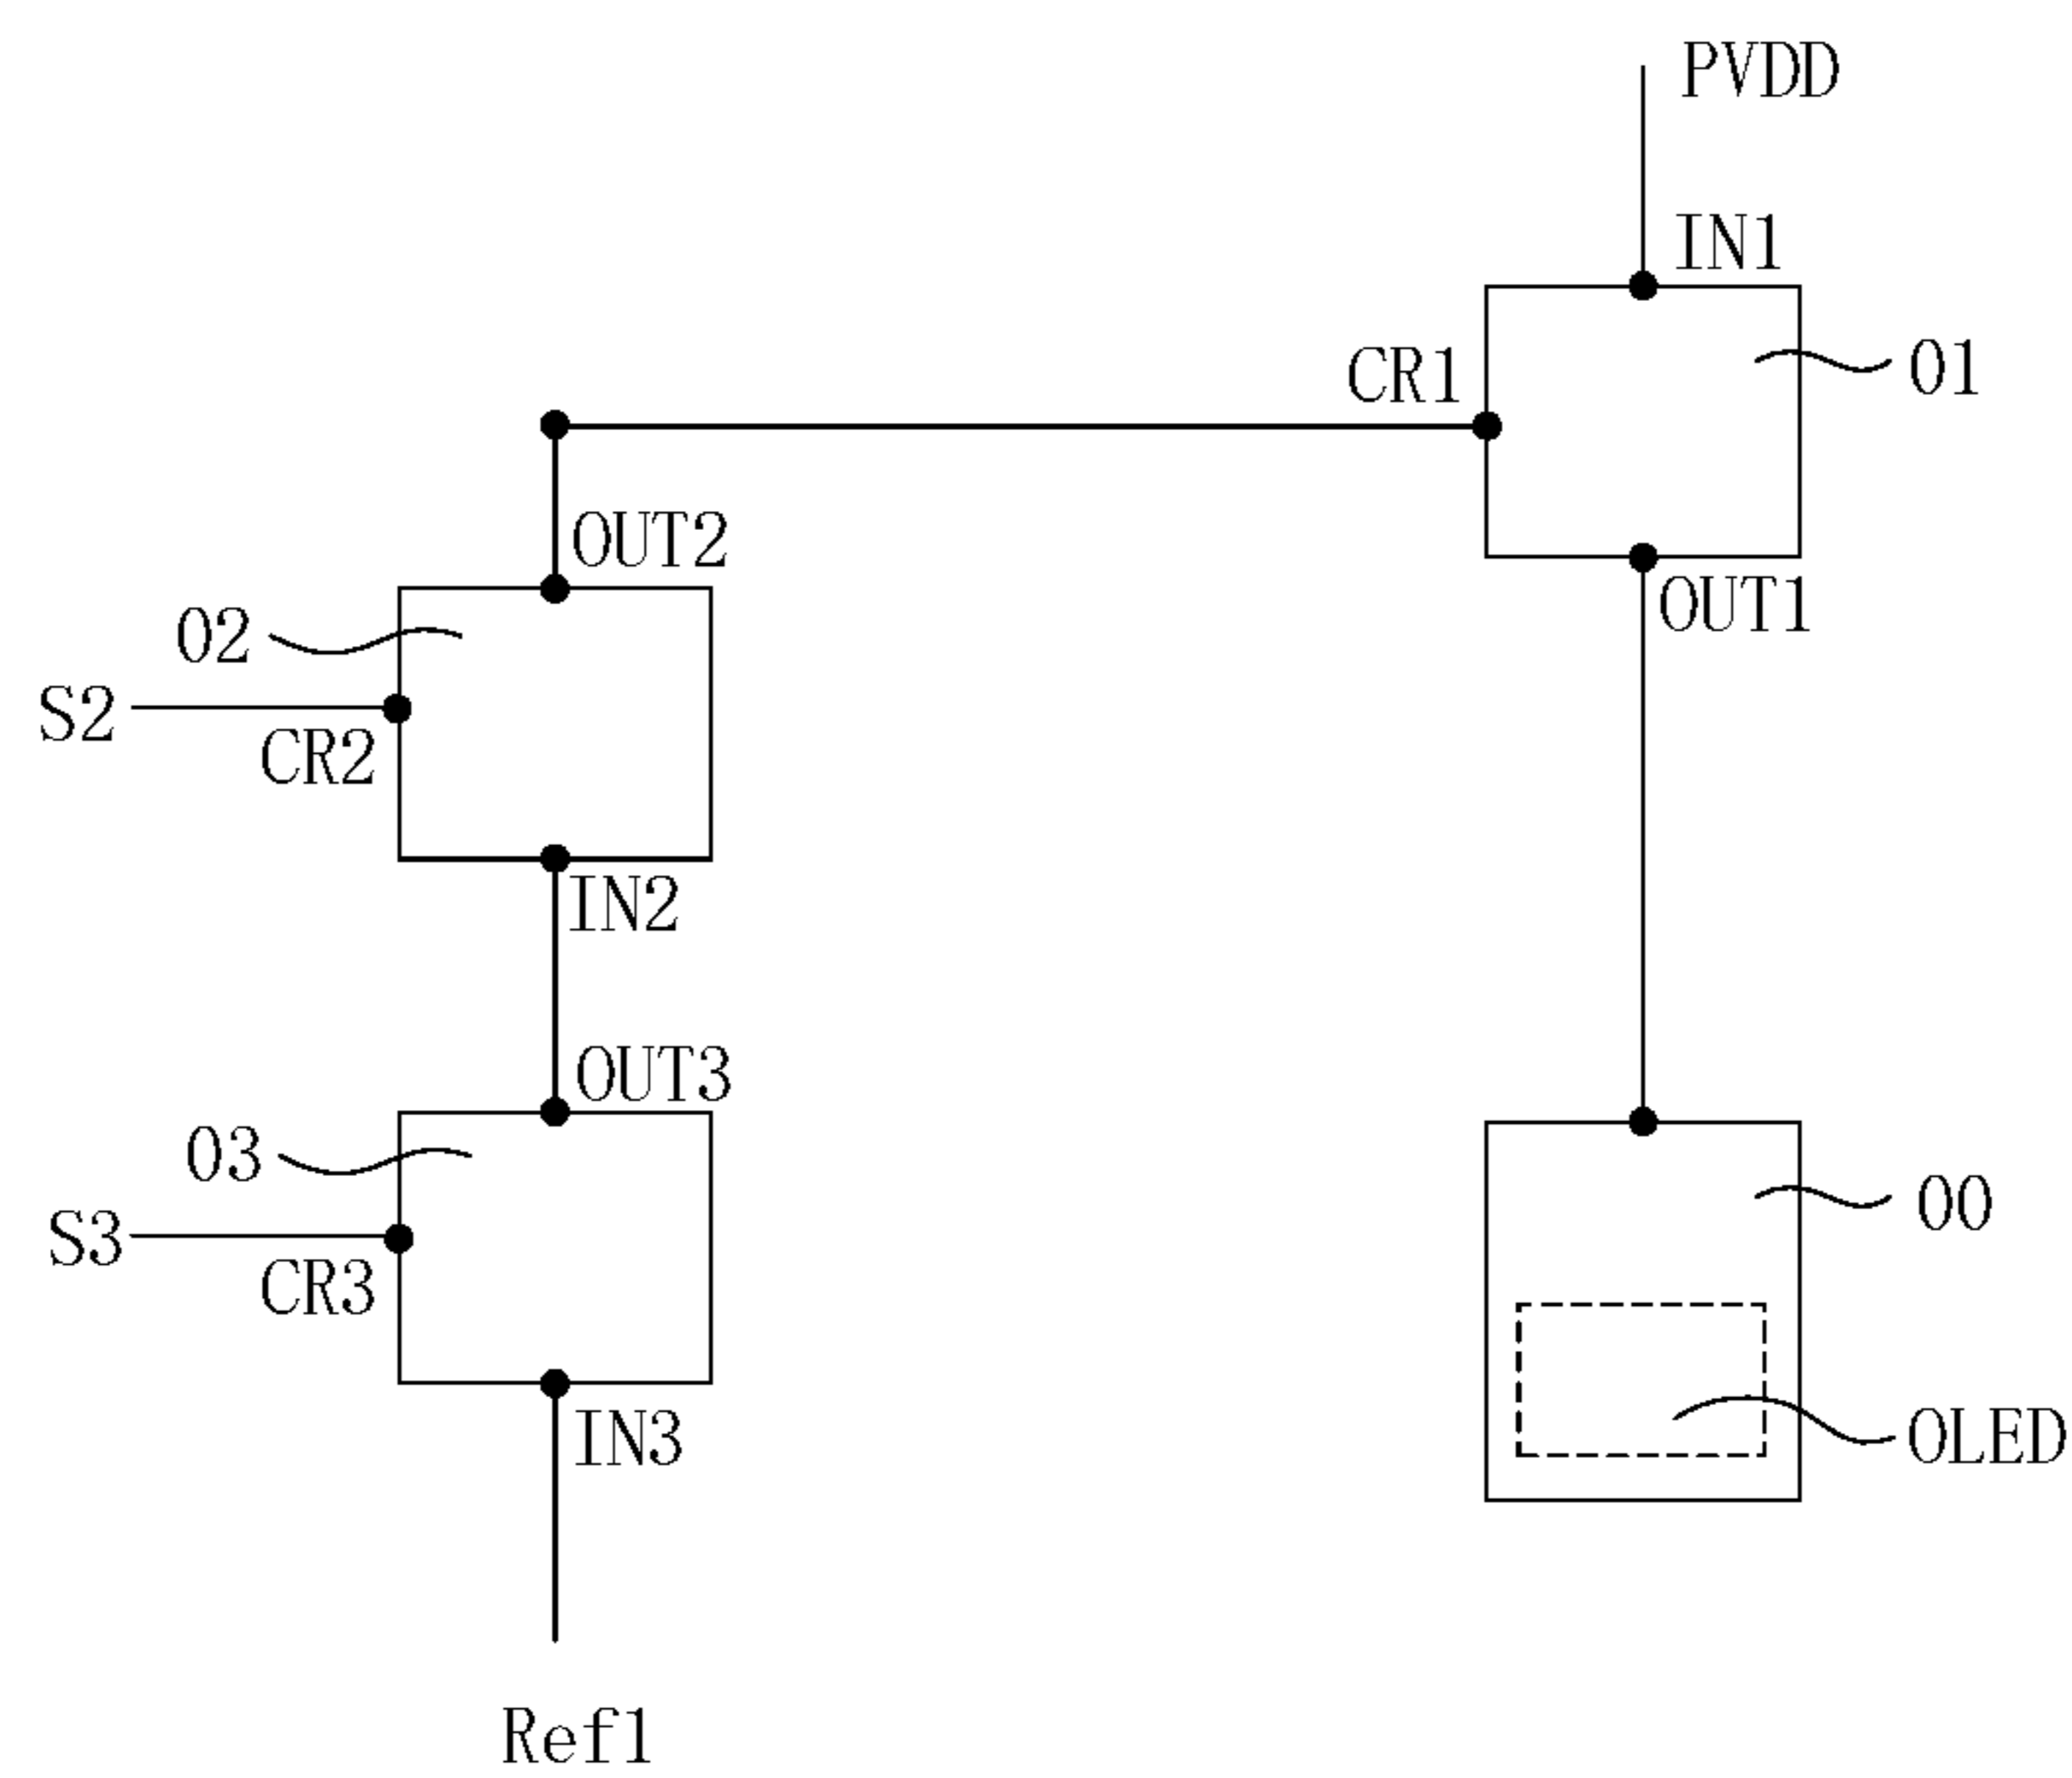 PVDD
IN1
CR1
01
OUT2
OUT1
02
S2
CR2
IN2
OUT3
03
00
S3
CR3
IN3
OLED
Ref1